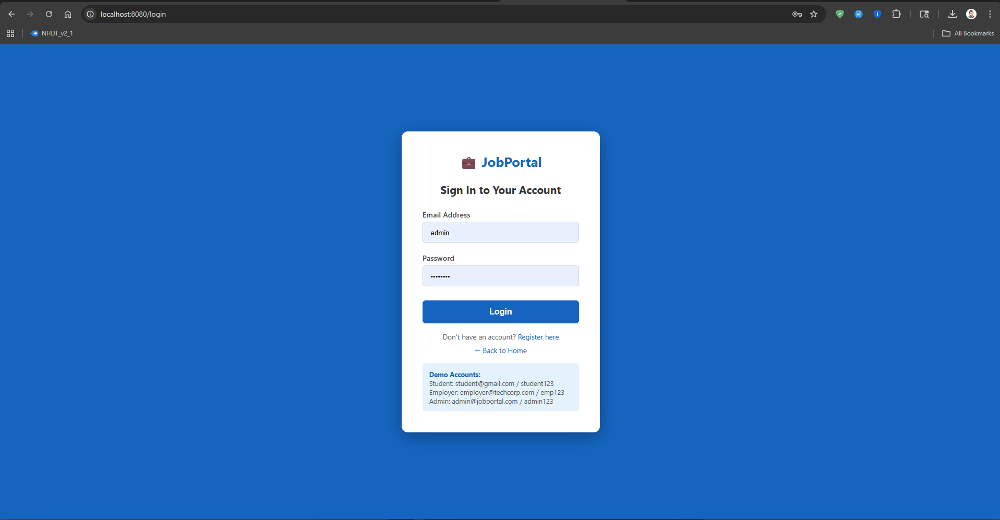 localhost:8080/login
NHDT_v2_1
All Bookmarks
JobPortal
Sign In to Your Account
Email Address
admin
Password
••••••••
Login
Don't have an account? Register here
← Back to Home
Demo Accounts:
Student: student@gmail.com / student123
Employer: employer@techcorp.com / emp123
Admin: admin@jobportal.com / admin123